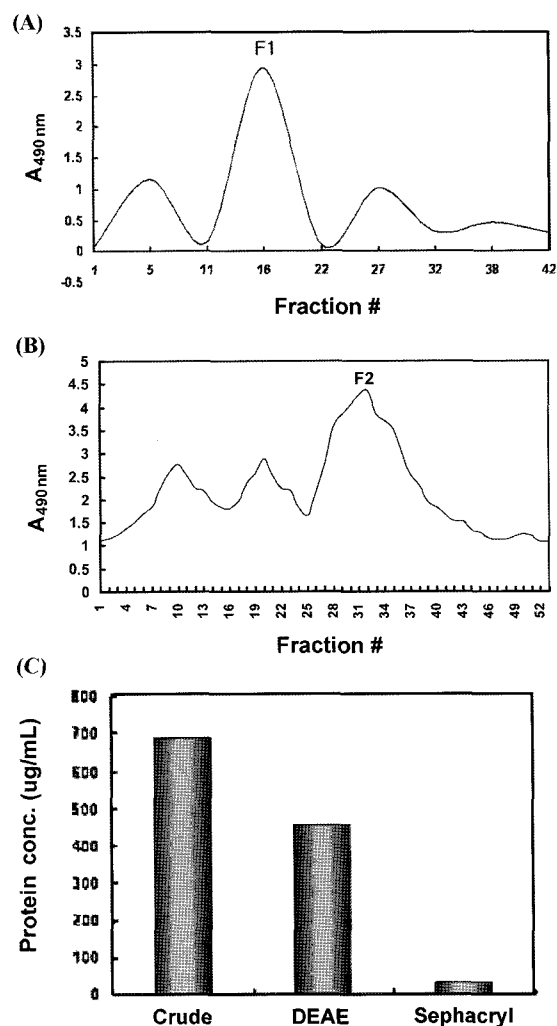 (A)
3.5
F1
3
2.5
2
1.5
1
0.5
0
-0.5
A490 nm
1 5 11 16 22 27 32 38 42
Fraction #
(B)
5
F2
4.5
4
3.5
3
2.5
2
1.5
1
0.5
0
A490 nm
1 4 7 10 13 16 19 22 25 28 31 34 37 40 43 46 49 52
Fraction #
(C)
800
700
600
500
400
300
200
100
0
Protein conc. (ug/mL)
Crude DEAE Sephacryl